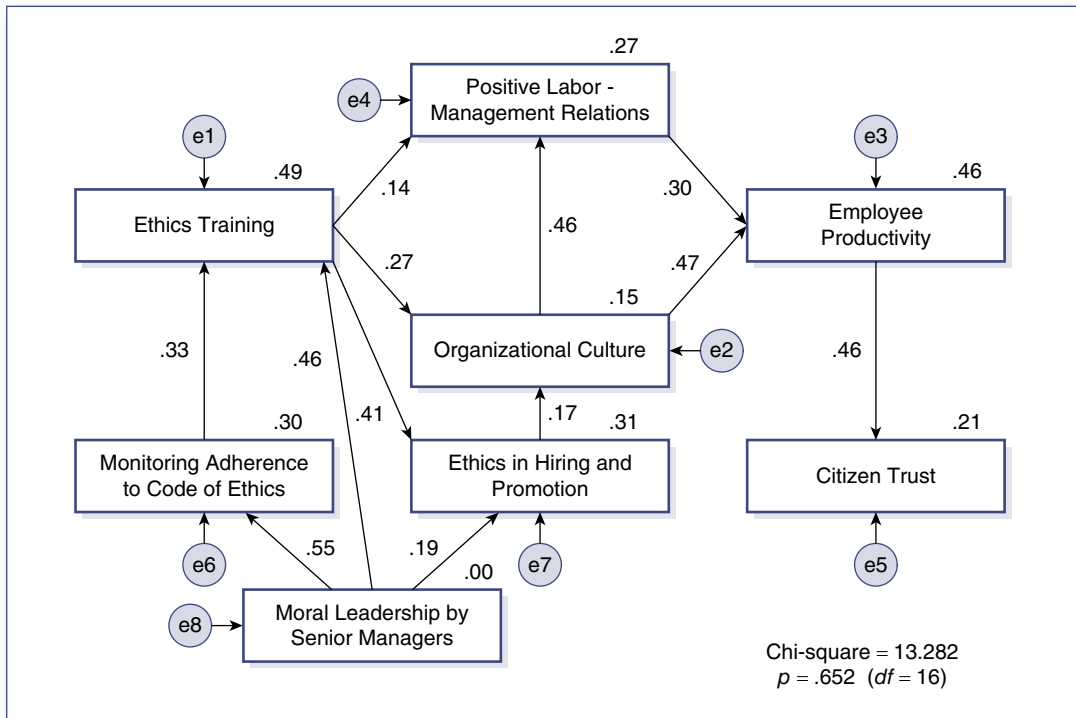 .27
Positive Labor -
Management Relations
e4
e1
e3
.49
.46
Ethics Training
.14
.30
Employee
Productivity
.46
.27
.47
.15
Organizational Culture
e2
.33
.46
.46
.41
.17
.30
.31
.21
Monitoring Adherence
to Code of Ethics
Ethics in Hiring and
Promotion
Citizen Trust
.55
.19
e6
e7
e5
.00
e8
Moral Leadership by
Senior Managers
Chi-square = 13.282
p = .652 (df = 16)